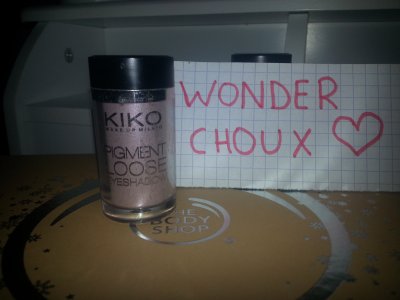 KIKO
MAKE UP MILANO
PIGMENT
LOOSE
EYESHADOW
WONDER
CHOUX
THE
BODY
SHOP